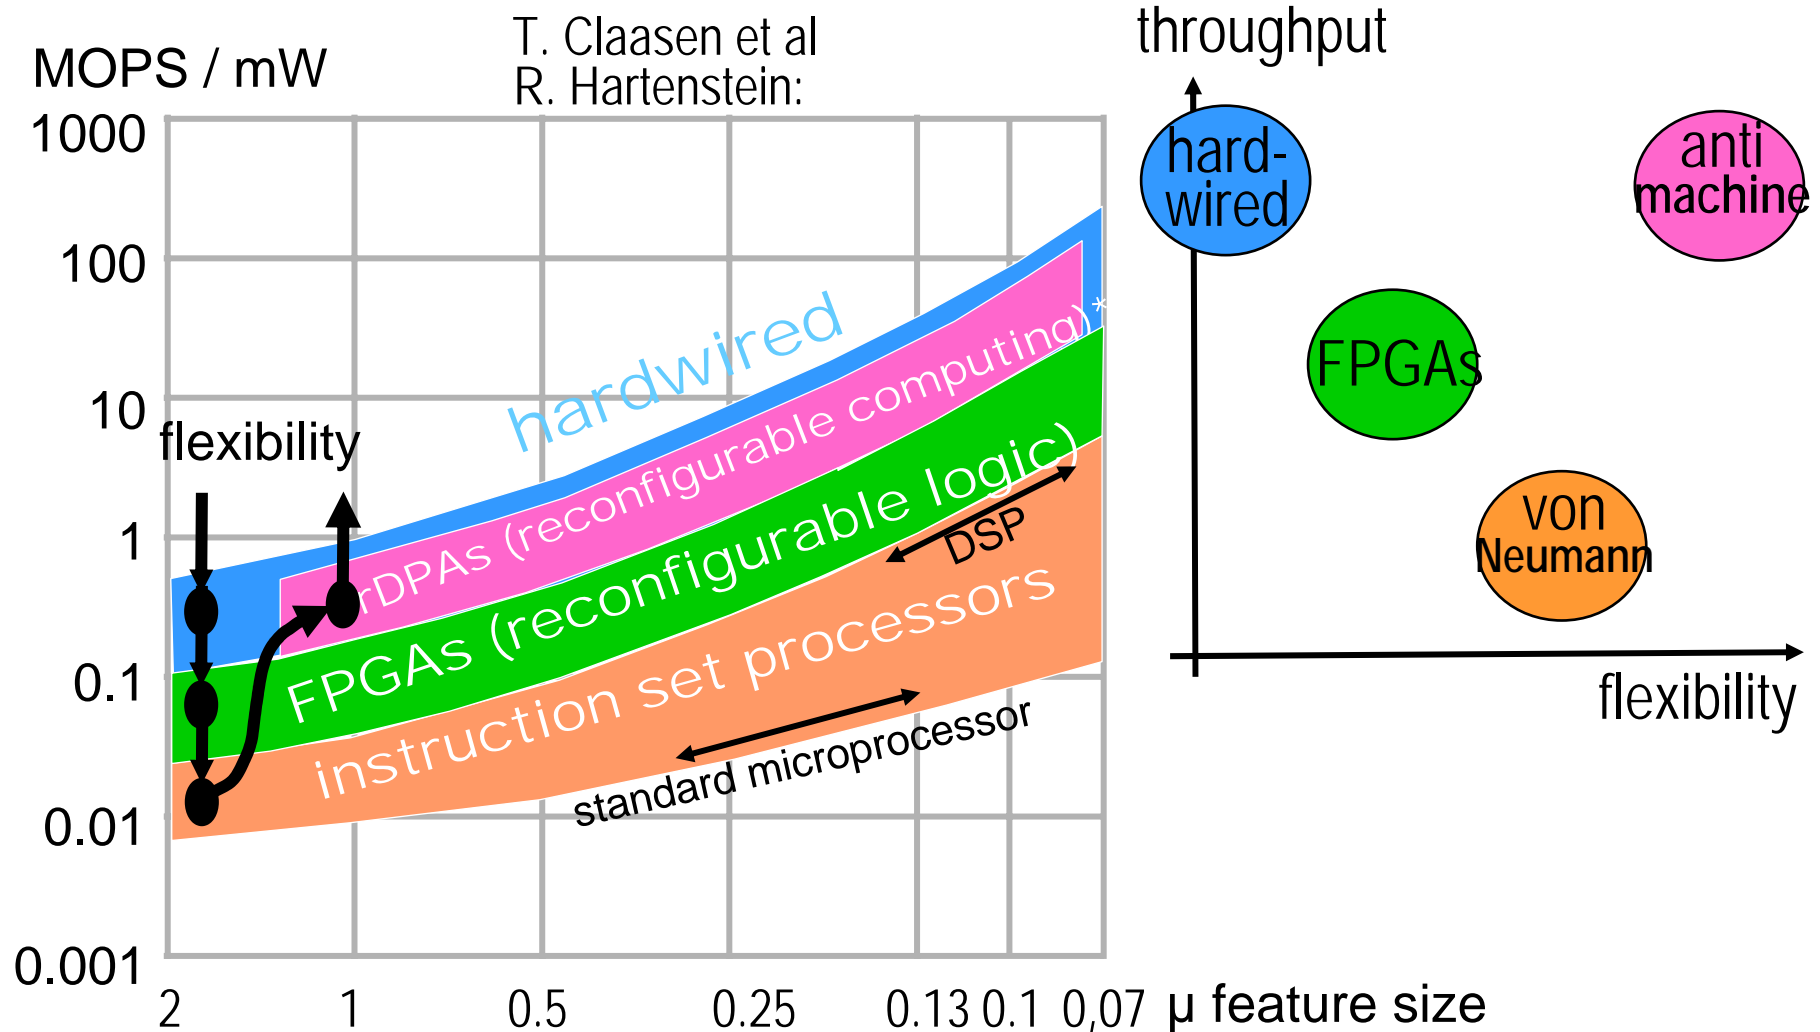 T. Claasen et al
R. Hartenstein:
MOPS / mW
1000
100
10
1
0.1
0.01
0.001
flexibility
hardwired
rDPAs (reconfigurable computing)*
FPGAs (reconfigurable logic)
DSP
instruction set processors
standard microprocessor
2 1 0.5 0.25 0.13 0.1 0,07 µ feature size
throughput
hard-
wired
anti
machine
FPGAs
von
Neumann
flexibility